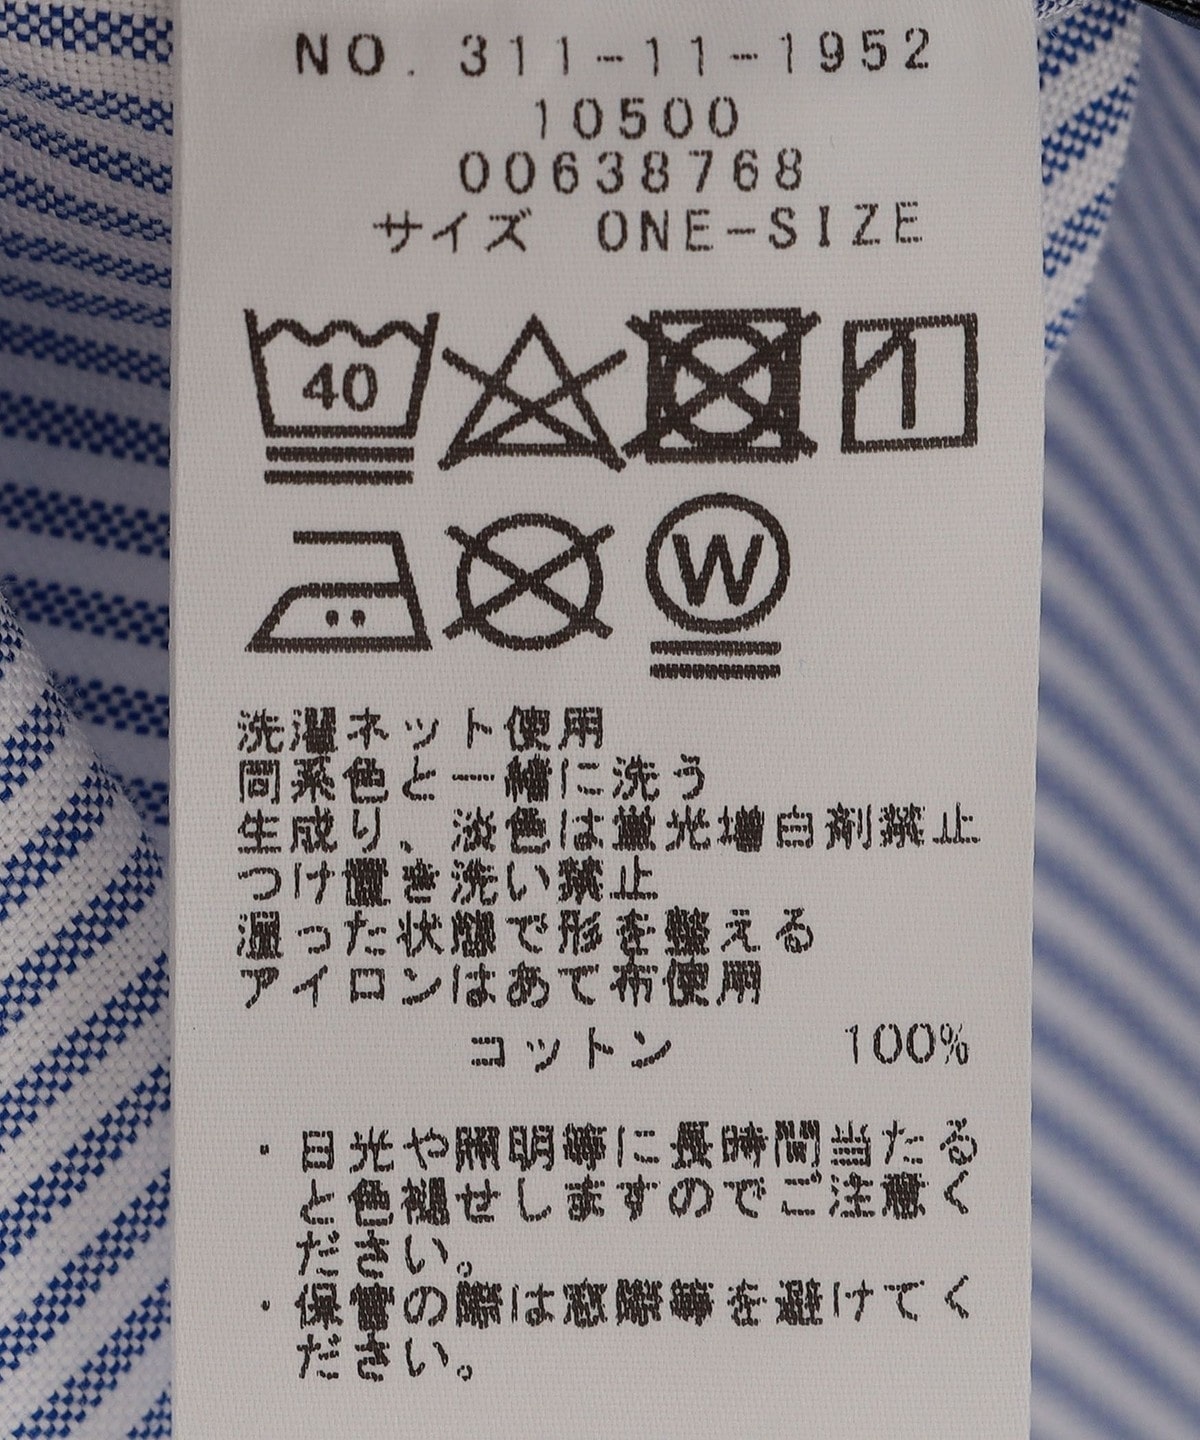 NO. 311-11-1952
10500
00638768
サイズ ONE-SIZE
40
W
洗濯ネット使用
同系色と一緒に洗う
生成り、淡色は蛍光増白剤禁止
つけ置き洗い禁止
湿った状態で形を整える
アイロンはあて布使用
コットン 100%
・日光や照明等に長時間当たる
と色褪せしますのでご注意く
ださい。
・保管の際は窓際等を避けてく
ださい。